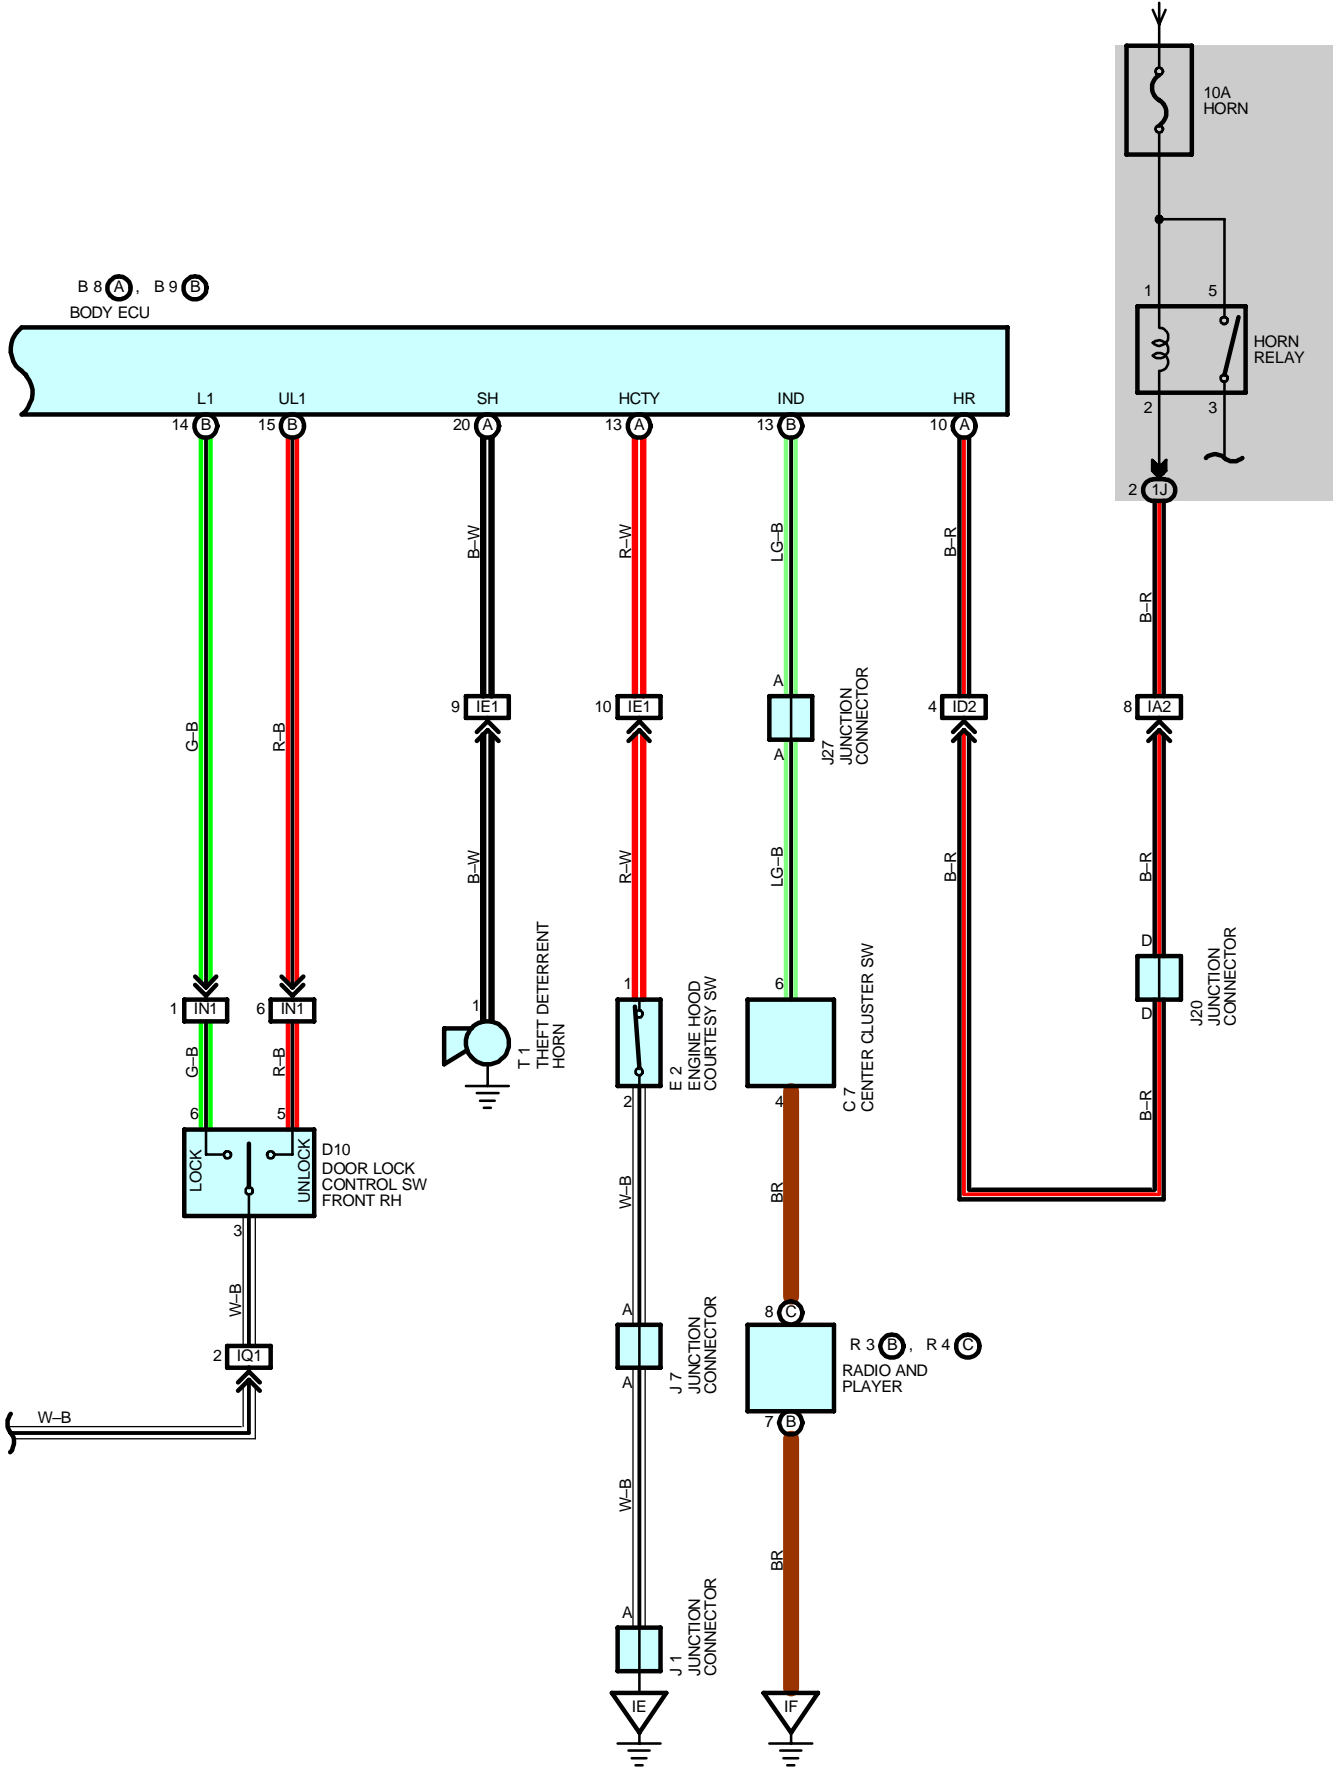 10A
HORN
1
5
HORN
RELAY
2
3
2
1J
B 8 A , B 9 B
BODY ECU
L1
UL1
SH
HCTY
IND
HR
14 B
15 B
20 A
13 A
13 B
10 A
B–W
R–W
LG–B
B–R
B–R
G–B
R–B
9 IE1
10 IE1
A
A
J27
JUNCTION
CONNECTOR
4 ID2
8 IA2
B–W
R–W
LG–B
B–R
B–R
1 IN1
6 IN1
1
T 1
THEFT DETERRENT
HORN
1
E 2
ENGINE HOOD
COURTESY SW
2
6
C 7
CENTER CLUSTER SW
4
D
D
J20
JUNCTION
CONNECTOR
G–B
R–B
B–R
6
5
LOCK
UNLOCK
D10
DOOR LOCK
CONTROL SW
FRONT RH
3
W–B
BR
W–B
2 IQ1
W–B
A
A
J 7
JUNCTION
CONNECTOR
8 C
R 3 B , R 4 C
RADIO AND
PLAYER
7 B
W–B
BR
A
J 1
JUNCTION
CONNECTOR
IE
IF